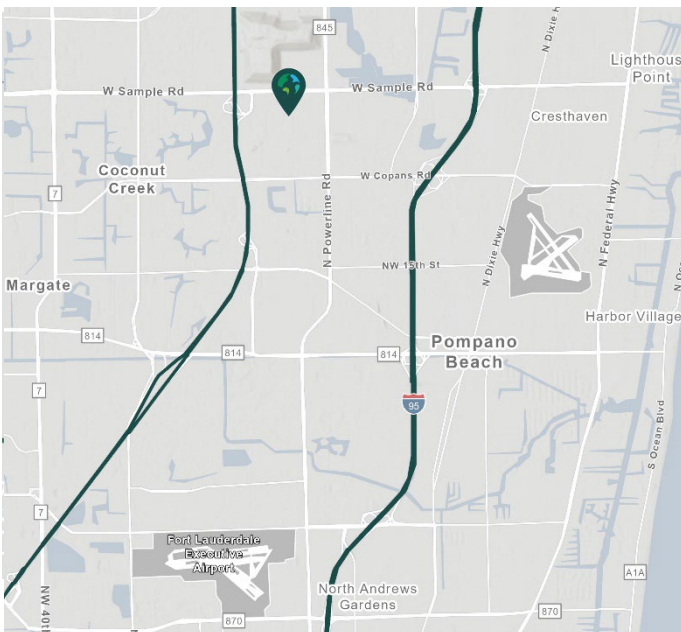 845
N Dixie Hwy
Lighthous
Point
W Sample Rd
W Sample Rd
Cresthaven
Coconut
Creek
W Copans Rd
7
N Powerline Rd
N Federal Hwy
N Dixie Hwy
NW 15th St
Margate
Harbor Village
814
814
814
Pompano
Beach
7
95
S Ocean Blvd
7
Fort Lauderdale
Executive
Airport
A1A
North Andrews
Gardens
NW 40th
870
870